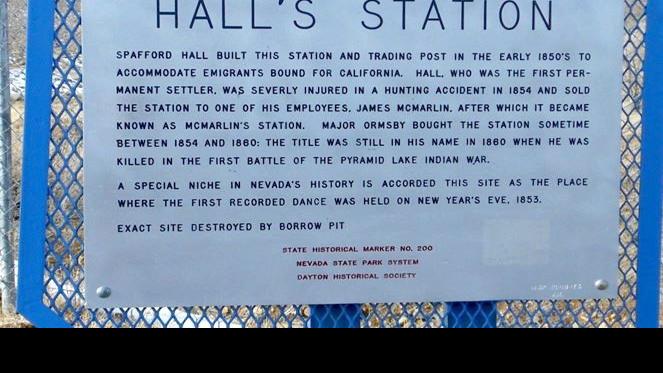 HALL'S STATION
SPAFFORD HALL BUILT THIS STATION AND TRADING POST IN THE EARLY 1850'S TO
ACCOMMODATE EMIGRANTS BOUND FOR CALIFORNIA. HALL, WHO WAS THE FIRST PER-
MANENT SETTLER, WAS SEVERLY INJURED IN A HUNTING ACCIDENT IN 1854 AND SOLD
THE STATION TO ONE OF HIS EMPLOYEES, JAMES MCMARLIN, AFTER WHICH IT BECAME
KNOWN AS MCMARLIN'S STATION. MAJOR ORMSBY BOUGHT THE STATION SOMETIME
BETWEEN 1854 AND 1860: THE TITLE WAS STILL IN HIS NAME IN 1860 WHEN HE WAS
KILLED IN THE FIRST BATTLE OF THE PYRAMID LAKE INDIAN WAR.
A SPECIAL NICHE IN NEVADA'S HISTORY IS ACCORDED THIS SITE AS THE PLACE
WHERE THE FIRST RECORDED DANCE WAS HELD ON NEW YEAR'S EVE, 1853.
EXACT SITE DESTROYED BY BORROW PIT
STATE HISTORICAL MARKER NO. 200
NEVADA STATE PARK SYSTEM
DAYTON HISTORICAL SOCIETY